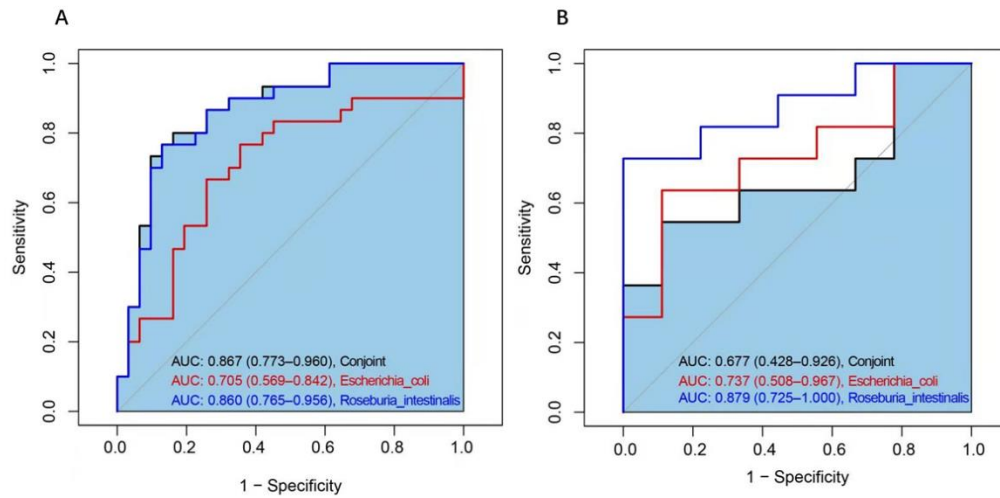 A
B
1.0
0.8
0.6
0.4
0.2
0.0
Sensitivity
AUC: 0.867 (0.773–0.960), Conjoint
AUC: 0.705 (0.569–0.842), Escherichia_coli
AUC: 0.860 (0.765–0.956), Roseburia_intestinalis
0.0 0.2 0.4 0.6 0.8 1.0
1 − Specificity
1.0
0.8
0.6
0.4
0.2
0.0
Sensitivity
AUC: 0.677 (0.428–0.926), Conjoint
AUC: 0.737 (0.508–0.967), Escherichia_coli
AUC: 0.879 (0.725–1.000), Roseburia_intestinalis
0.0 0.2 0.4 0.6 0.8 1.0
1 − Specificity